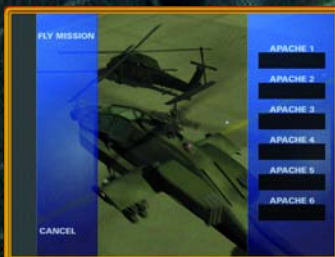 FLY MISSION
APACHE 1
APACHE 2
APACHE 3
APACHE 4
APACHE 5
APACHE 6
CANCEL